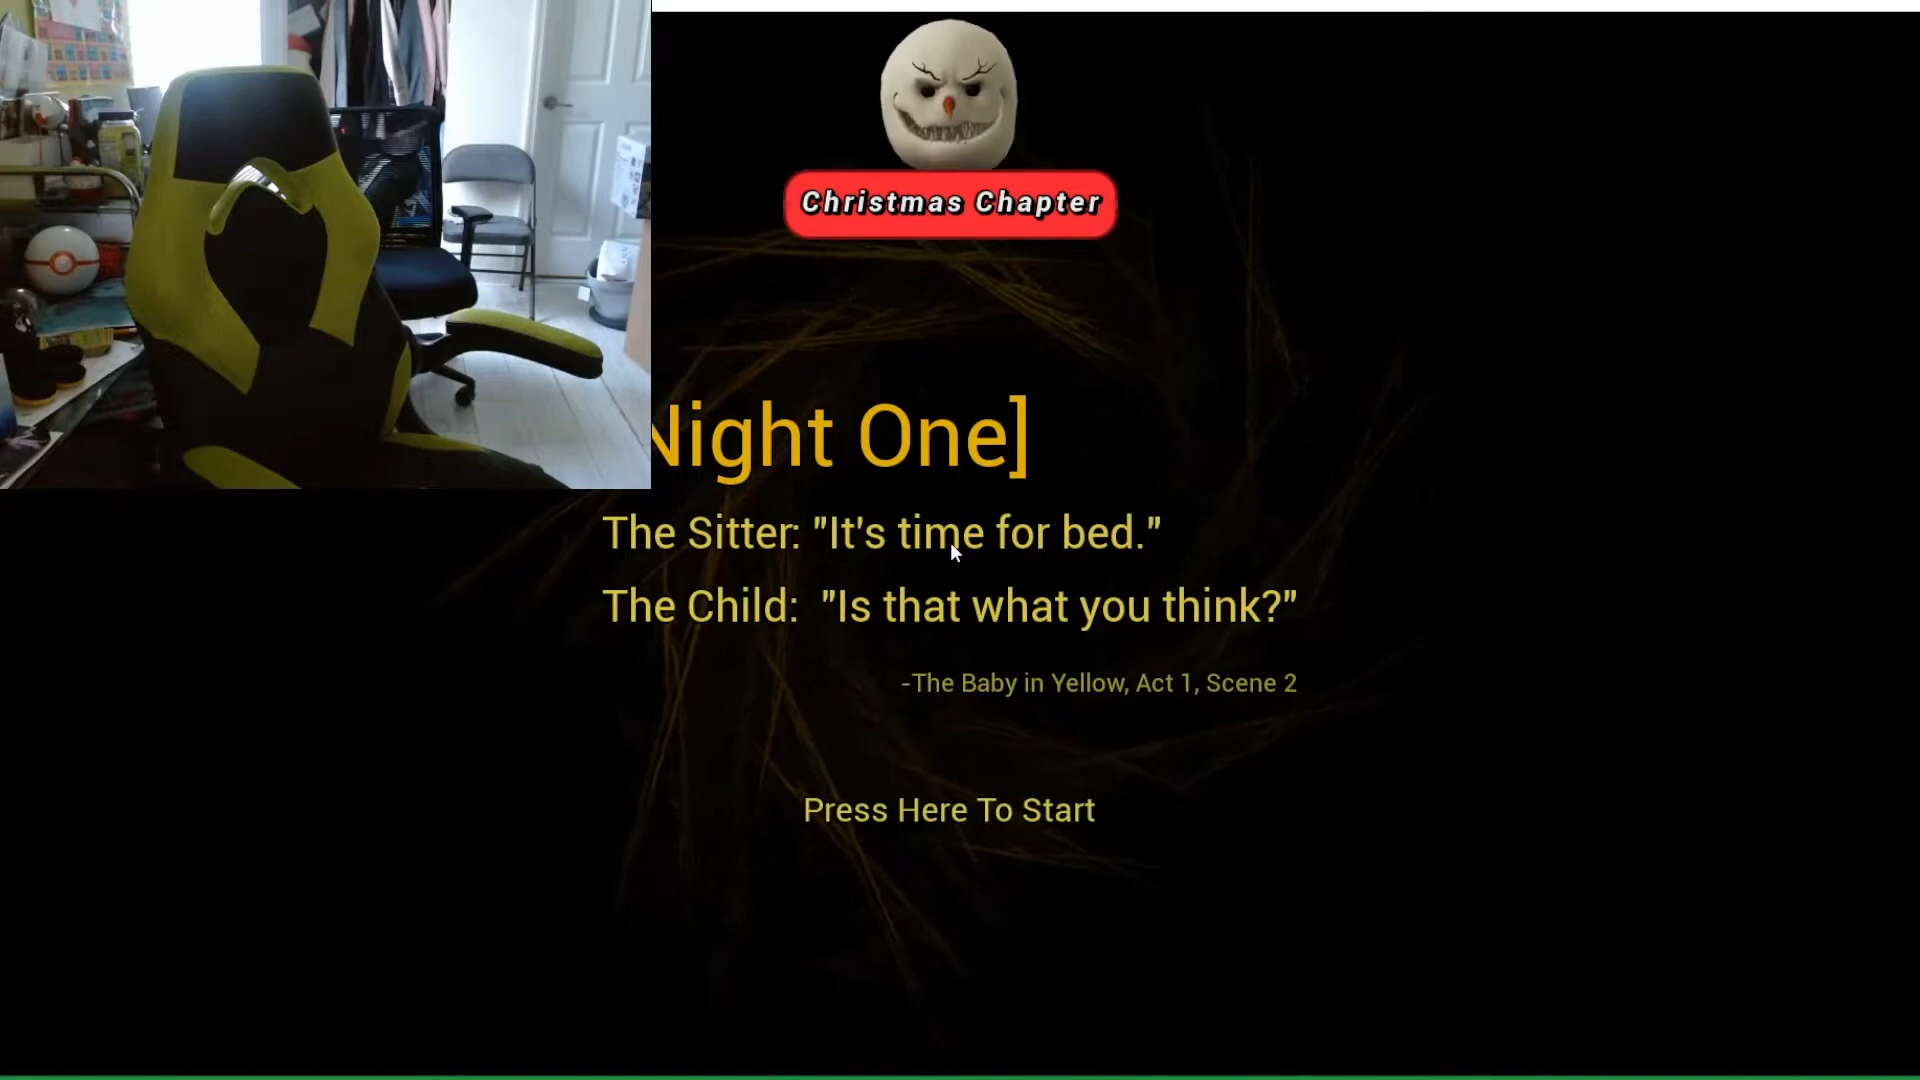 Christmas Chapter
Night One]
The Sitter: "It's time for bed."
The Child: "Is that what you think?"
-The Baby in Yellow, Act 1, Scene 2
Press Here To Start